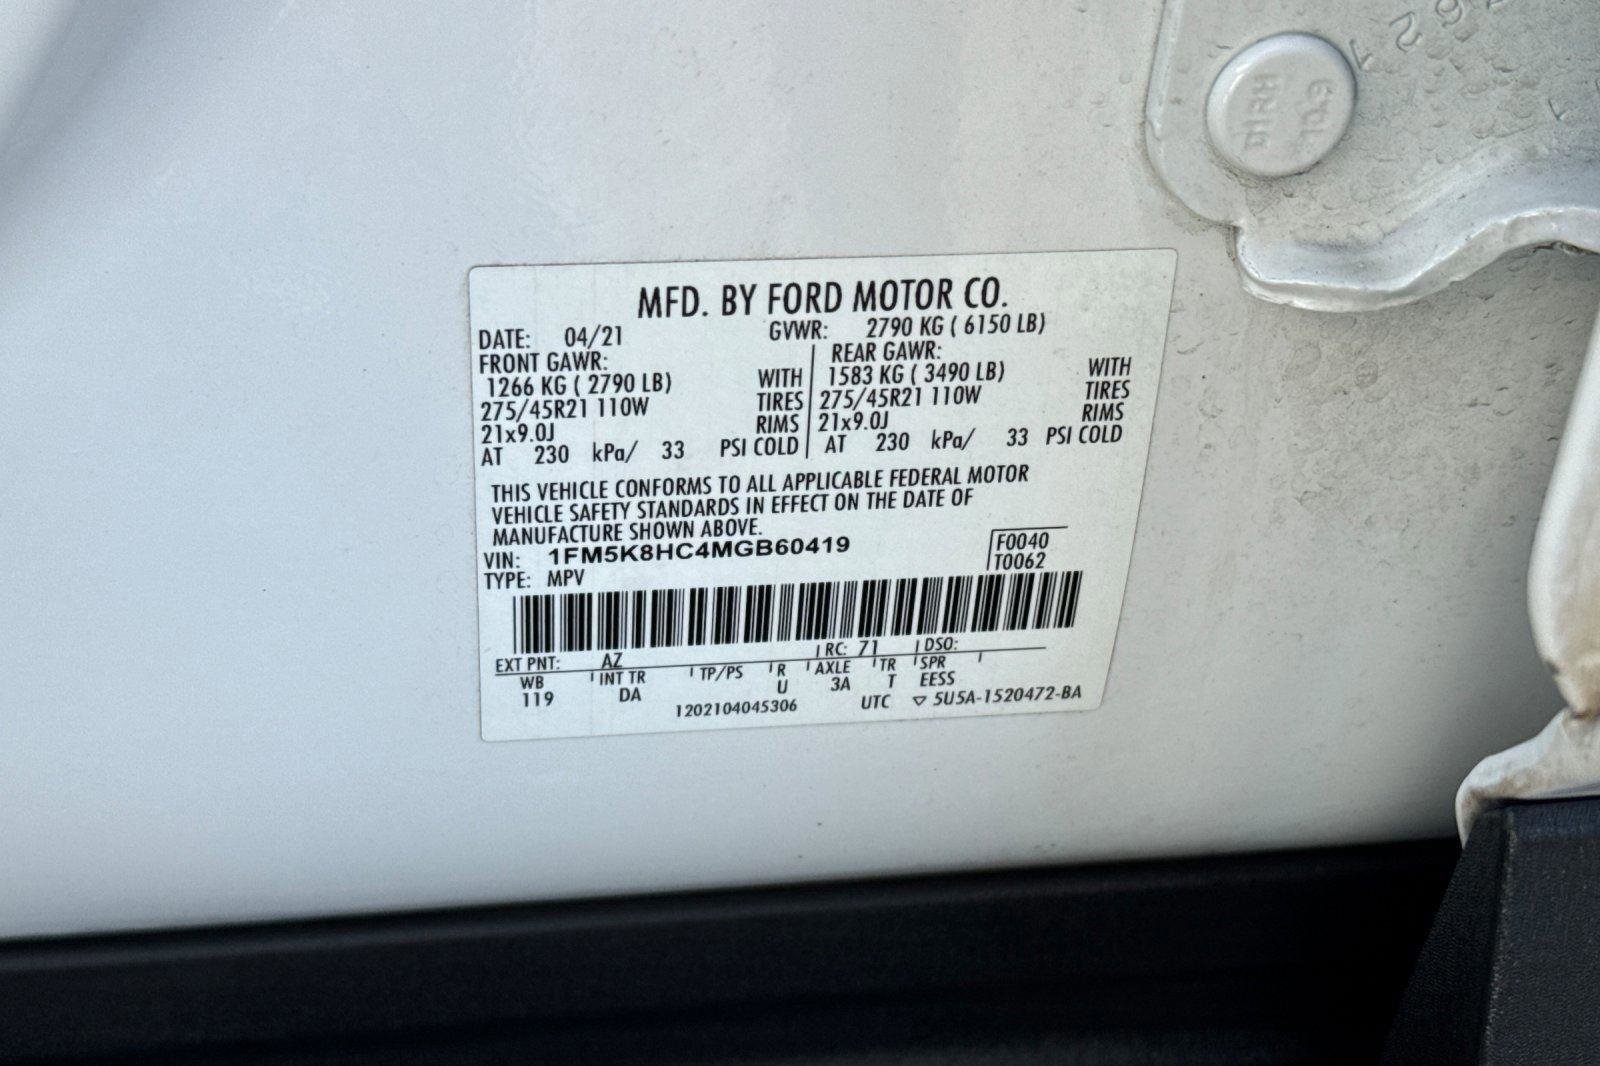 MFD. BY FORD MOTOR CO.
DATE: 04/21 GVWR: 2790 KG ( 6150 LB)
FRONT GAWR: REAR GAWR:
1266 KG ( 2790 LB) WITH 1583 KG ( 3490 LB) WITH
275/45R21 110W TIRES 275/45R21 110W TIRES
21x9.0J RIMS 21x9.0J RIMS
AT 230 kPa/ 33 PSI COLD AT 230 kPa/ 33 PSI COLD
THIS VEHICLE CONFORMS TO ALL APPLICABLE FEDERAL MOTOR
VEHICLE SAFETY STANDARDS IN EFFECT ON THE DATE OF
MANUFACTURE SHOWN ABOVE.
VIN: 1FM5K8HC4MGB60419 F0040
TYPE: MPV T0062
EXT PNT: AZ RC: 71 DSO:
WB INT TR TP/PS R AXLE TR SPR
119 DA U 3A T EESS
1202104045306 UTC ▽ 5U5A-1520472-BA